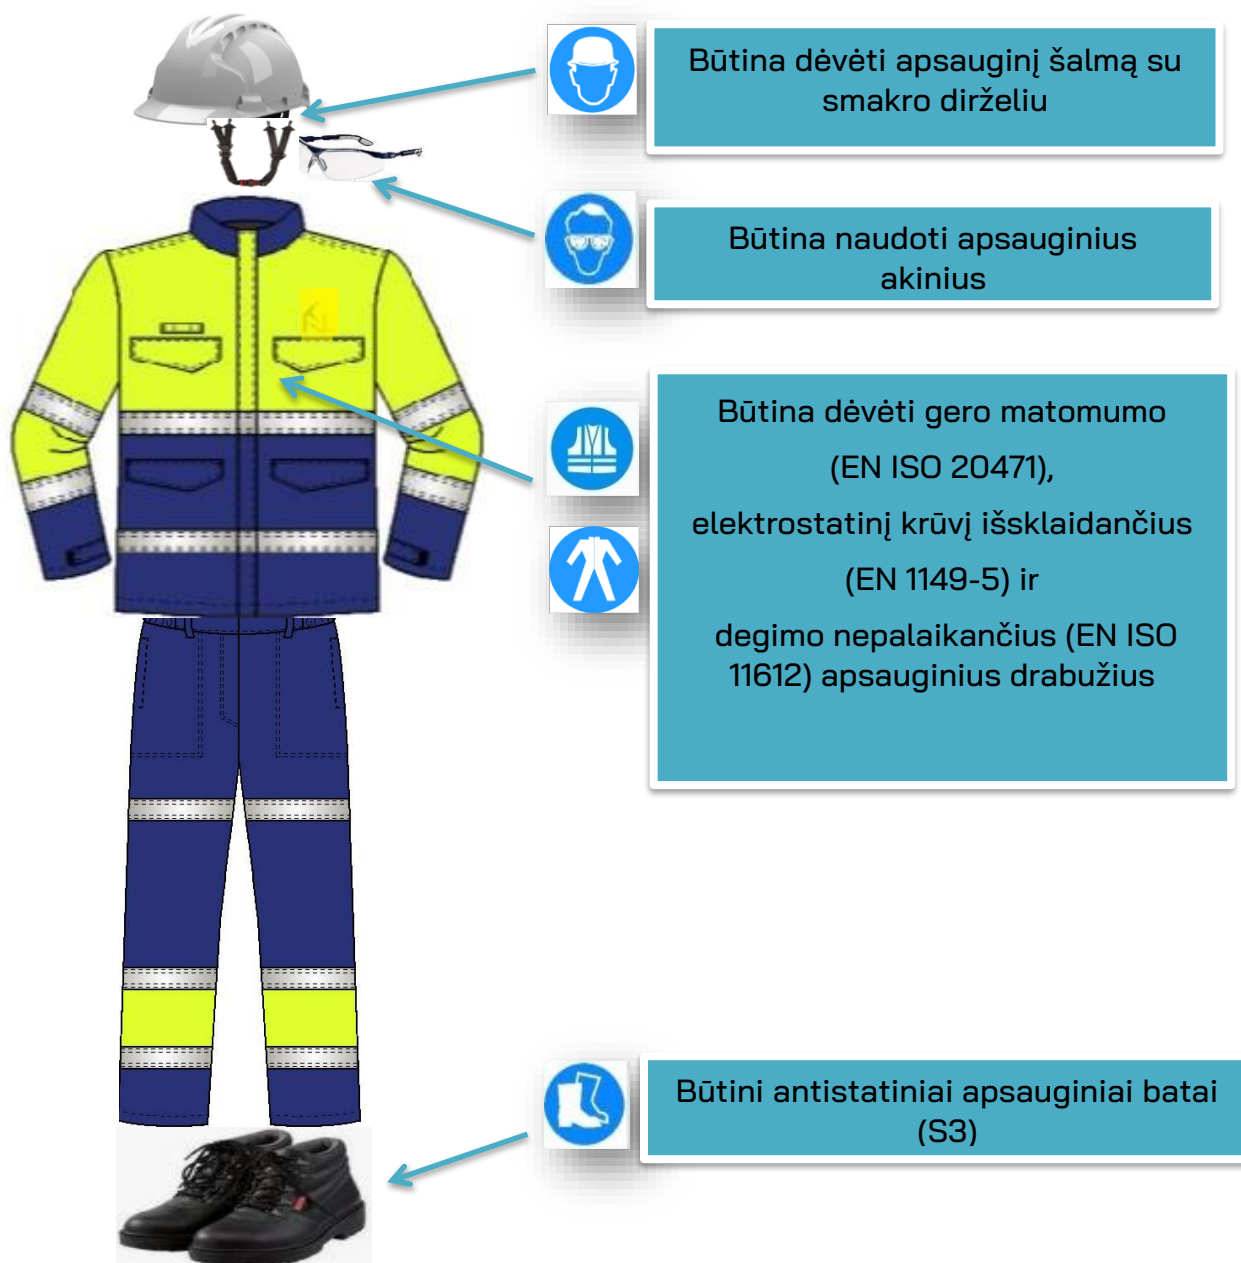 Būtina dėvėti apsauginį šalmą su
smakro dirželiu
Būtina naudoti apsauginius
akinius
Būtina dėvėti gero matomumo
(EN ISO 20471),
elektrostatinį krūvį išsklaidančius
(EN 1149-5) ir
degimo nepalaikančius (EN ISO
11612) apsauginius drabužius
Būtini antistatiniai apsauginiai batai
(S3)